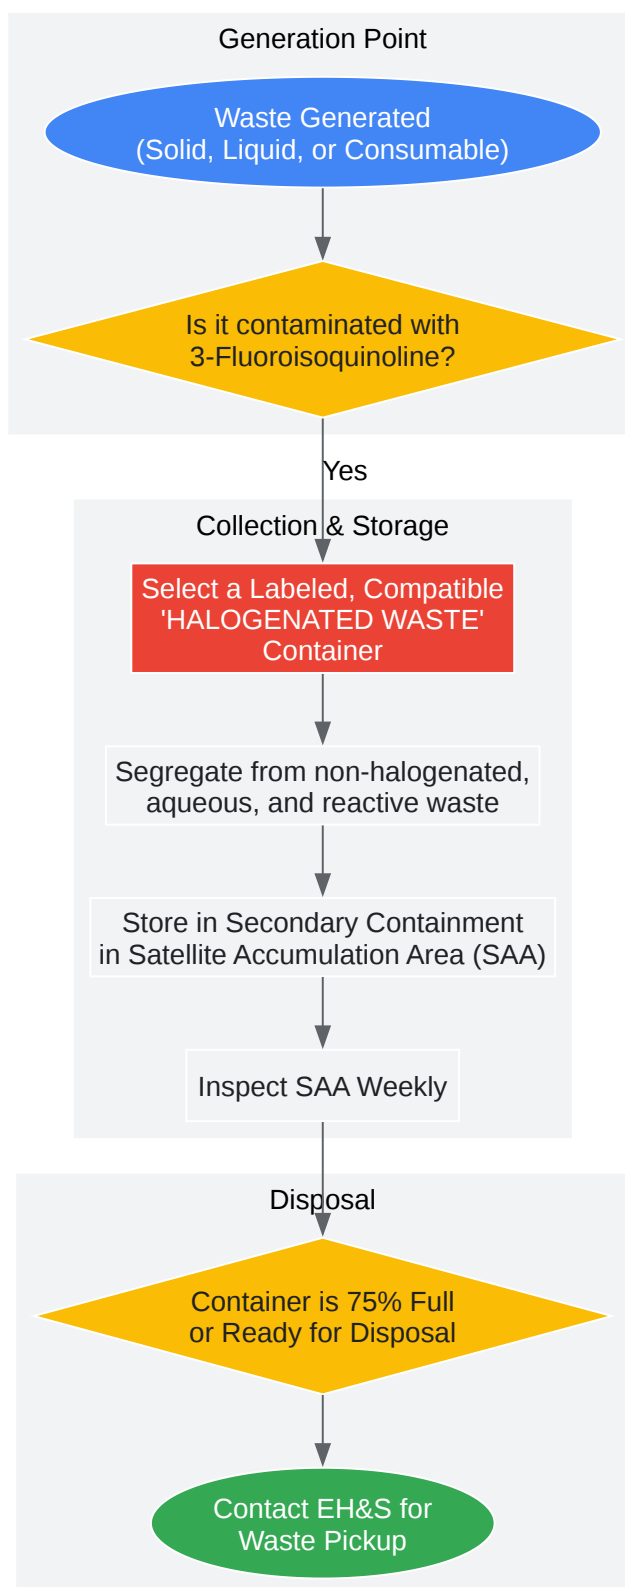 Generation Point
Waste Generated
(Solid, Liquid, or Consumable)
Is it contaminated with
3-Fluoroisoquinoline?
Yes
Collection & Storage
Select a Labeled, Compatible
'HALOGENATED WASTE'
Container
Segregate from non-halogenated,
aqueous, and reactive waste
Store in Secondary Containment
in Satellite Accumulation Area (SAA)
Inspect SAA Weekly
Disposal
Container is 75% Full
or Ready for Disposal
Contact EH&S for
Waste Pickup